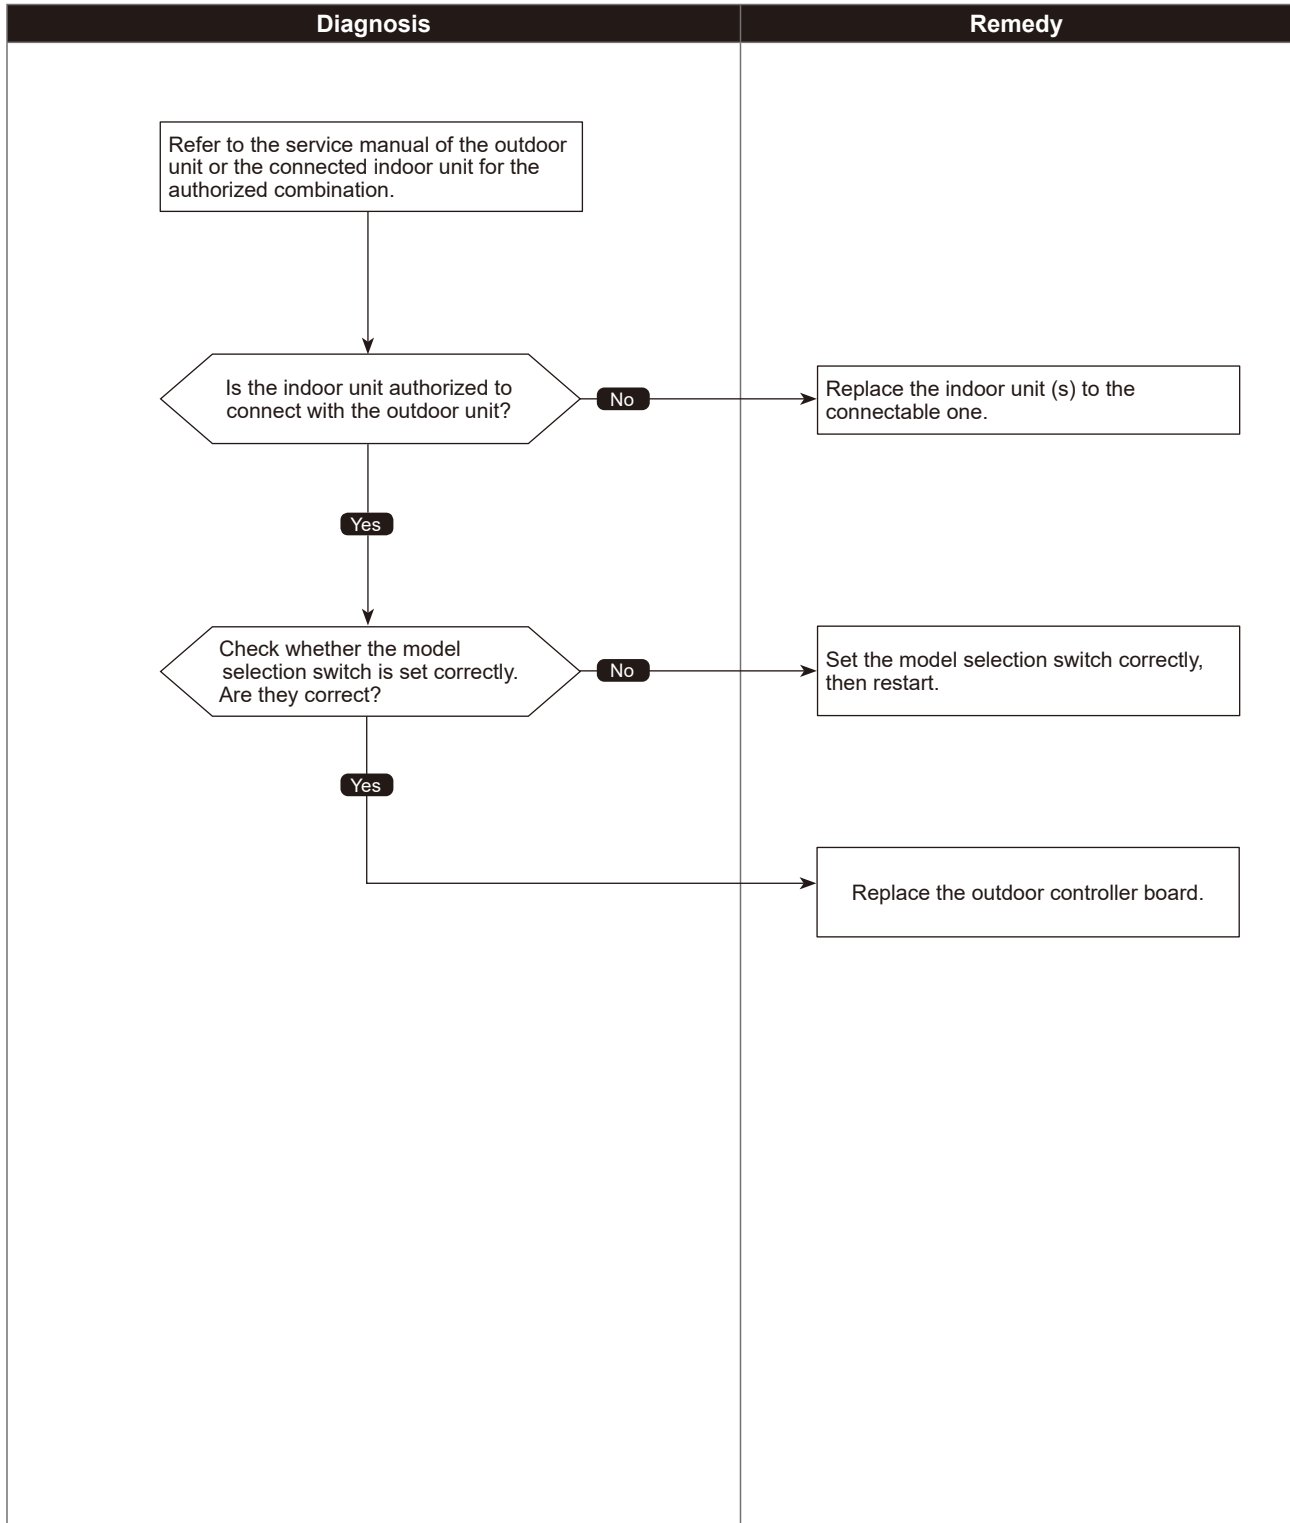 Diagnosis
Remedy
Refer to the service manual of the outdoor
unit or the connected indoor unit for the
authorized combination.
Is the indoor unit authorized to
connect with the outdoor unit?
No
Replace the indoor unit (s) to the
connectable one.
Yes
Check whether the model
selection switch is set correctly.
Are they correct?
No
Set the model selection switch correctly,
then restart.
Yes
Replace the outdoor controller board.